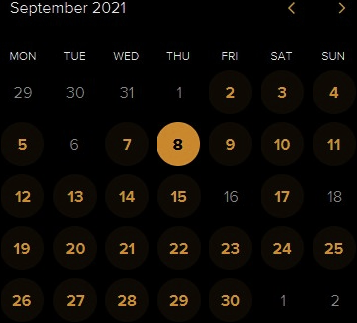 September 2021
MON TUE WED THU FRI SAT SUN
29 30 31 1 2 3 4
5 6 7 8 9 10 11
12 13 14 15 16 17 18
19 20 21 22 23 24 25
26 27 28 29 30 1 2